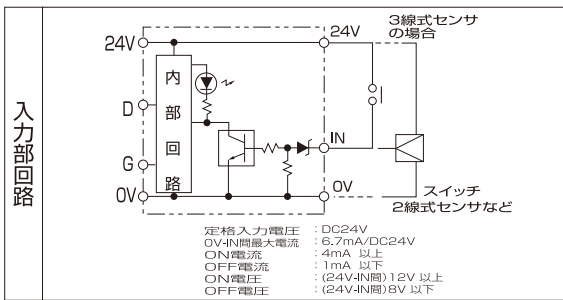 入力部回路
3線式センサ
の場合
24V
24V
内部回路
D
G
IN
0V
0V
スイッチ
2線式センサなど
定格入力電圧 : DC24V
0V-IN間最大電流 : 6.7mA/DC24V
ON電流 : 4mA 以上
OFF電流 : 1mA 以下
ON電圧 : (24V-IN間)12V 以上
OFF電圧 : (24V-IN間)8V 以下